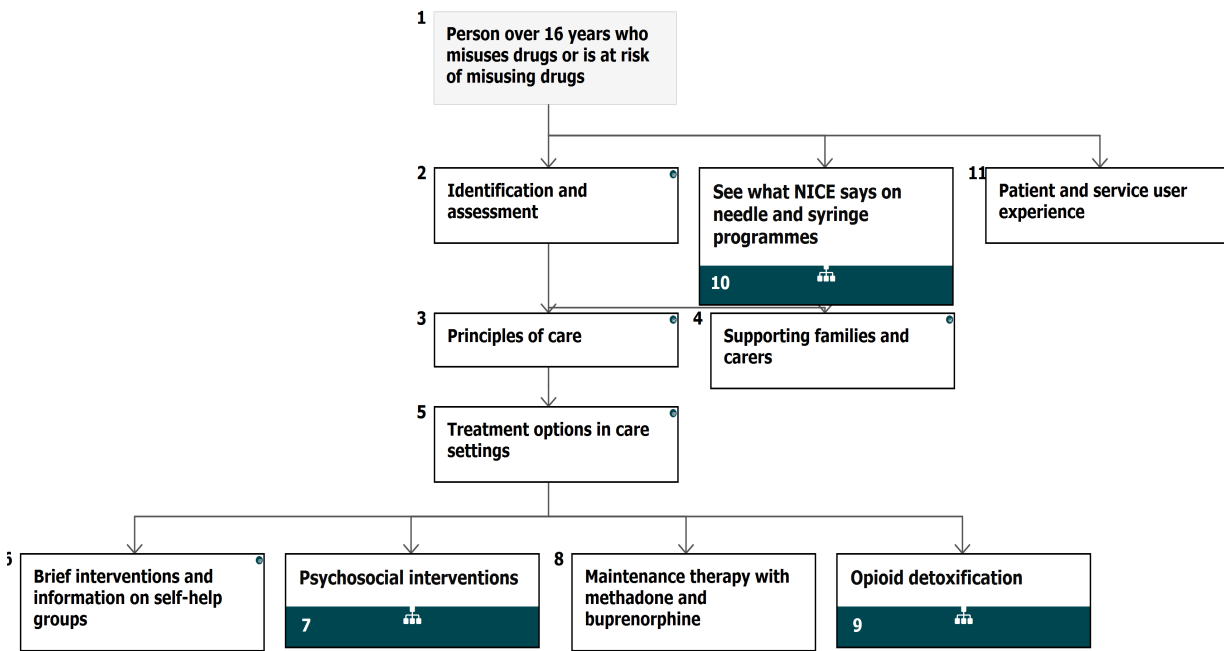 1
Person over 16 years who
misuses drugs or is at risk
of misusing drugs
2
Identification and
assessment
See what NICE says on
needle and syringe
programmes
10
11
Patient and service user
experience
3
Principles of care
4
Supporting families and
carers
5
Treatment options in care
settings
6
Brief interventions and
information on self-help
groups
Psychosocial interventions
7
8
Maintenance therapy with
methadone and
buprenorphine
Opioid detoxification
9